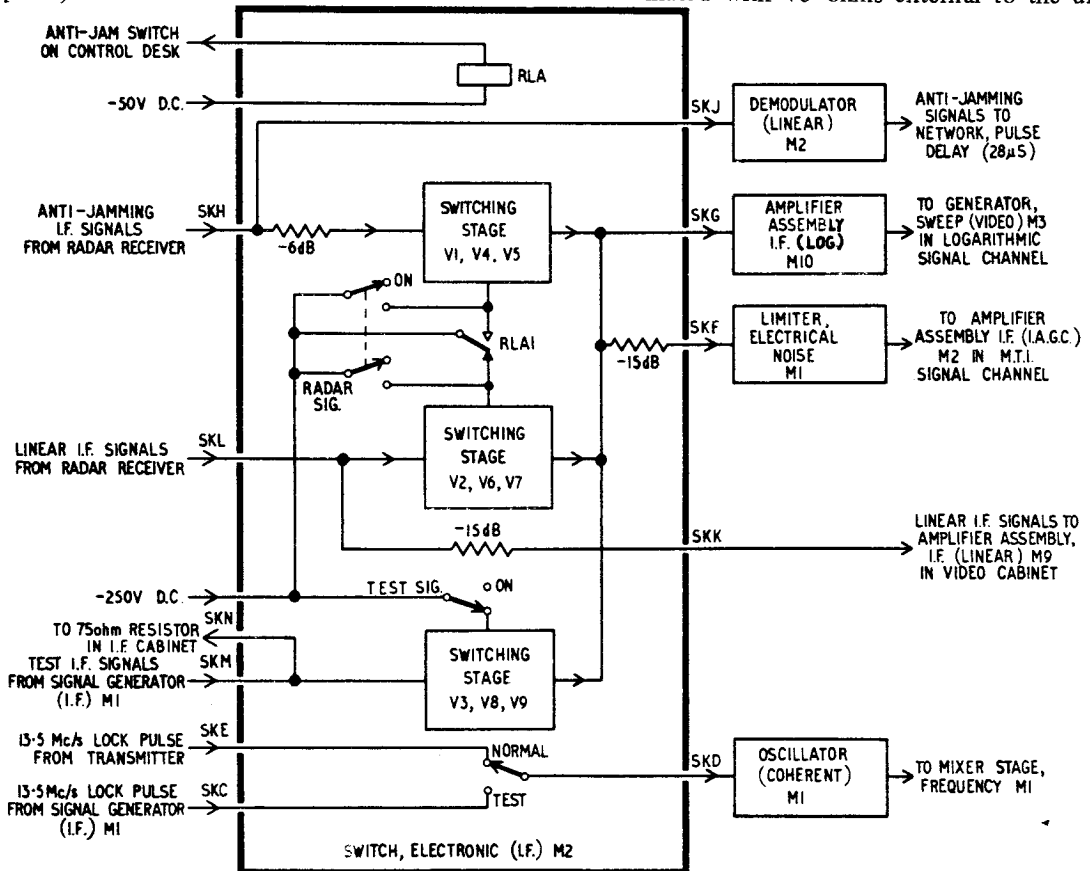 external to the
ANTI-JAM SWITCH
ON CONTROL DESK
RLA
-50V D.C.
SKJ
DEMODULATOR
(LINEAR)
M2
ANTI-JAMMING
SIGNALS TO
NETWORK, PULSE
DELAY (28μS)
ANTI-JAMMING
I.F. SIGNALS
FROM RADAR RECEIVER
SKH
-6dB
SWITCHING
STAGE
V1, V4, V5
SKG
AMPLIFIER
ASSEMBLY
I.F. (LOG)
M10
TO GENERATOR,
SWEEP (VIDEO) M3
IN LOGARITHMIC
SIGNAL CHANNEL
ON
RLA1
RADAR
SIG.
SKF
-15dB
LIMITER,
ELECTRICAL
NOISE
M1
TO AMPLIFIER
ASSEMBLY I.F. (I.A.G.C.)
M2 IN M.T.I.
SIGNAL CHANNEL
LINEAR I.F. SIGNALS
FROM RADAR RECEIVER
SKL
SWITCHING
STAGE
V2, V6, V7
-15dB
SKK
LINEAR I.F. SIGNALS TO
AMPLIFIER ASSEMBLY,
I.F. (LINEAR) M9
IN VIDEO CABINET
-250V D.C.
TEST SIG.
ON
SKN
TO 75ohm RESISTOR
IN I.F. CABINET
TEST I.F. SIGNALS
FROM SIGNAL GENERATOR
(I.F.) M1
SKM
SWITCHING
STAGE
V3, V8, V9
13·5 Mc/s LOCK PULSE
FROM TRANSMITTER
SKE
NORMAL
TEST
13·5 Mc/s LOCK PULSE
FROM SIGNAL GENERATOR
(I.F.) M1
SKC
SKD
OSCILLATOR
(COHERENT)
M1
TO MIXER STAGE,
FREQUENCY M1
SWITCH, ELECTRONIC (I.F.) M2